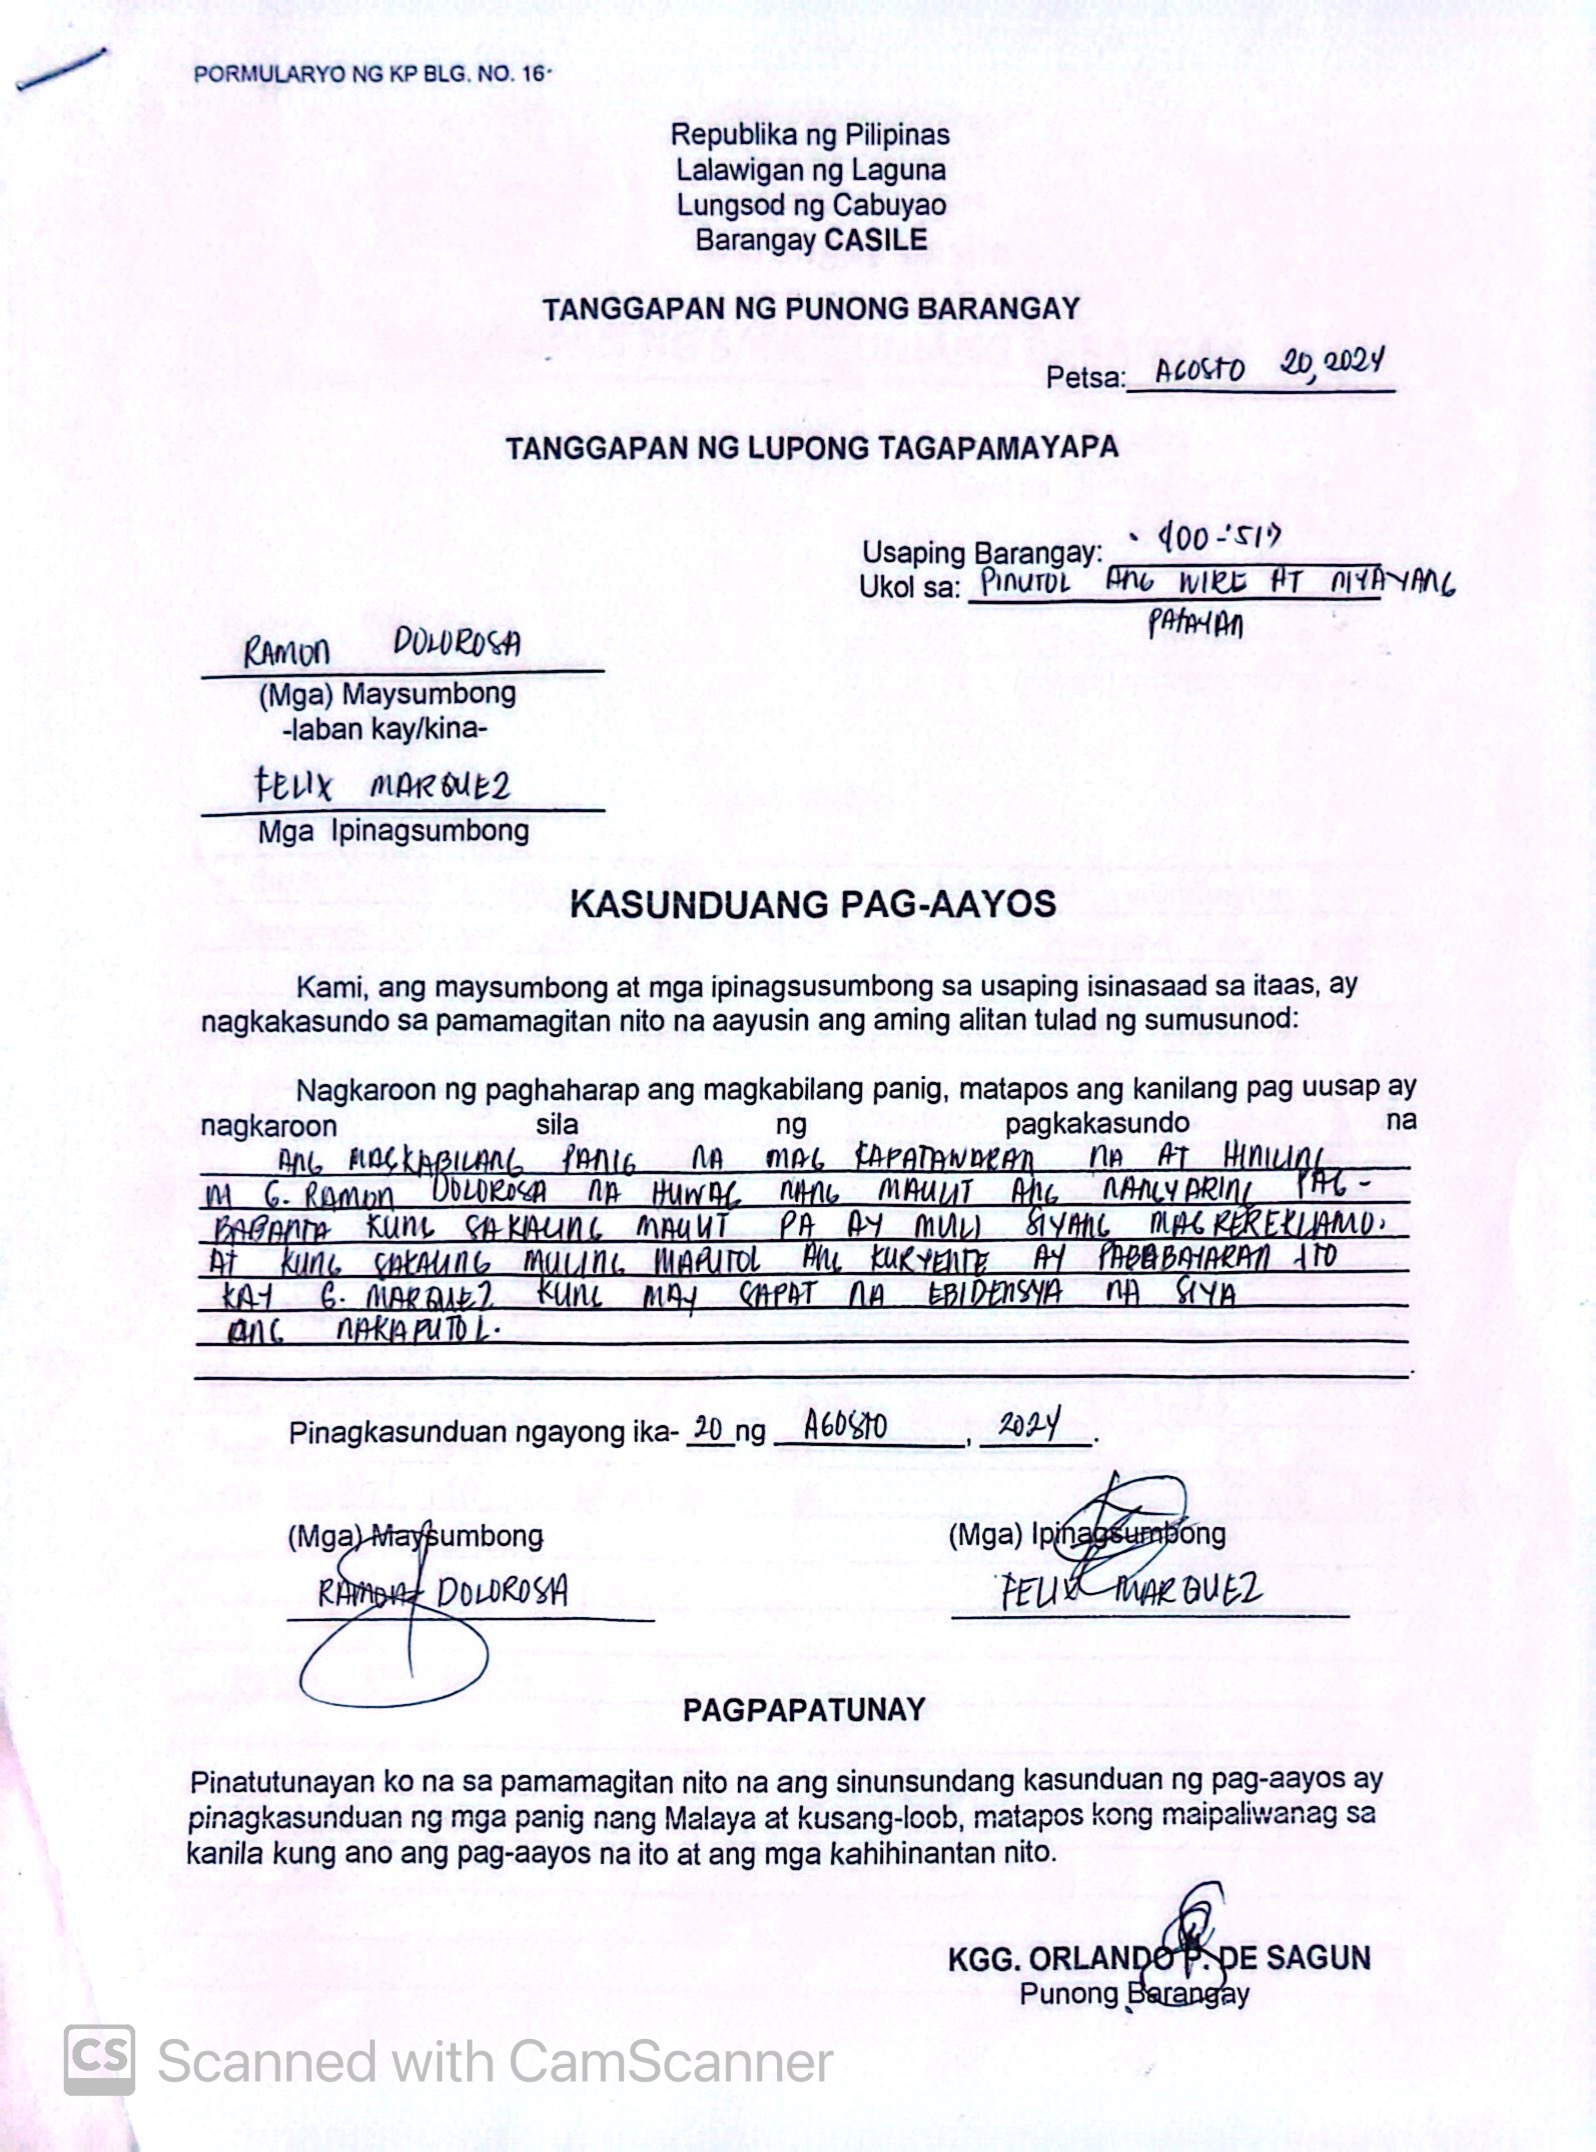 PORMULARYO NG KP BLG. NO. 16-
Republika ng Pilipinas
Lalawigan ng Laguna
Lungsod ng Cabuyao
Barangay CASILE
TANGGAPAN NG PUNONG BARANGAY
Petsa: AGOSTO 20, 2024
TANGGAPAN NG LUPONG TAGAPAMAYAPA
Usaping Barangay:
Ukol sa: PINUTOL ANG WIRE AT NIYAYANG
PATAYAN
RAMON DOLOROSA
(Mga) Maysumbong
-laban kay/kina-
FELIX MARQUEZ
Mga Ipinagsumbong
KASUNDUANG PAG-AAYOS
Kami, ang maysumbong at mga ipinagsusumbong sa usaping isinasaad sa itaas, ay
nagkakasundo sa pamamagitan nito na aayusin ang aming alitan tulad ng sumusunod:
Nagkaroon ng paghaharap ang magkabilang panig, matapos ang kanilang pag uusap ay
nagkaroon sila ng pagkakasundo na
ANG MAGKABILANG PANIG NA MAG KAPATAWARAN NA AT HINILING
NI G. RAMON DOLOROSA NA HUWAG NANG MAULIT ANG NANGYARING PAG-
BABANTA KUNG SAKALING MAULIT PA AY MULI SIYANG MAGREREKLAMO.
AT KUNG SAKALING MULING MAPUTOL ANG KURYENTE AY PABABAYARAN ITO
KAY G. MARQUEZ KUNG MAY SAPAT NA EBIDENSYA NA SIYA
ANG NAKAPUTOL.
Pinagkasunduan ngayong ika- 20 ng AGOSTO, 2024.
(Mga) Maysumbong
RAMON DOLOROSA
(Mga) Ipinagsumbong
FELIX MARQUEZ
PAGPAPATUNAY
Pinatutunayan ko na sa pamamagitan nito na ang sinunsundang kasunduan ng pag-aayos ay
pinagkasunduan ng mga panig nang Malaya at kusang-loob, matapos kong maipaliwanag sa
kanila kung ano ang pag-aayos na ito at ang mga kahihinantan nito.
KGG. ORLANDO P. DE SAGUN
Punong Barangay
CS Scanned with CamScanner